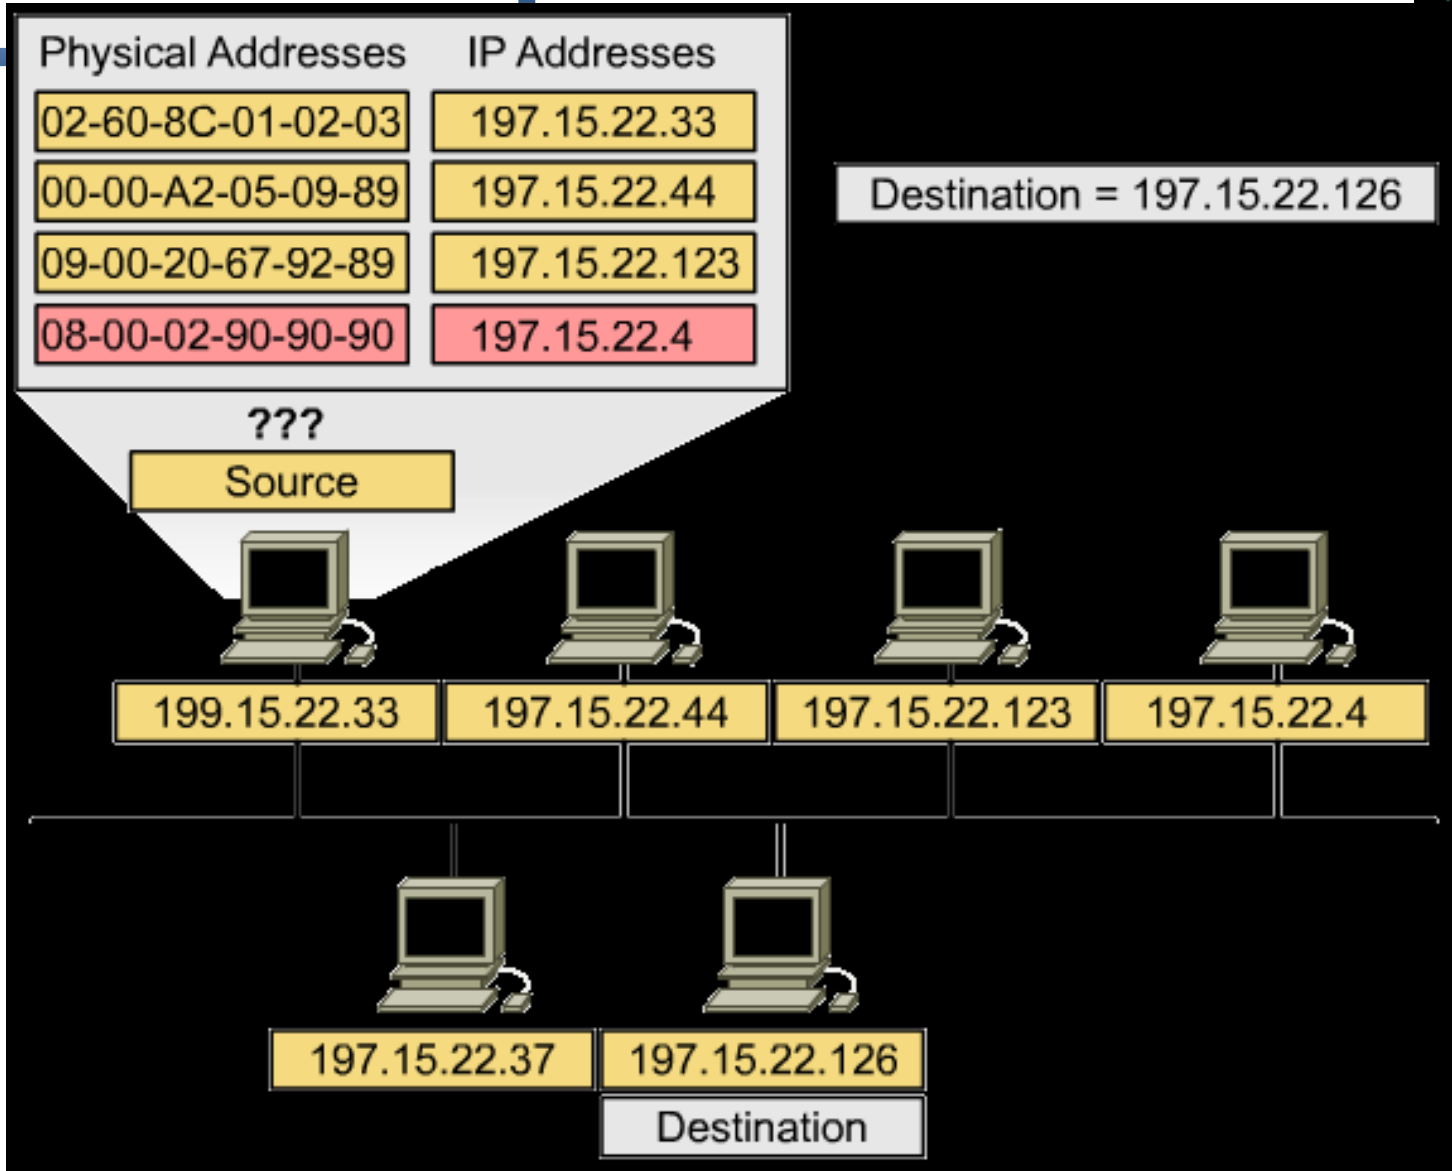 Physical Addresses IP Addresses
02-60-8C-01-02-03 197.15.22.33
00-00-A2-05-09-89 197.15.22.44
09-00-20-67-92-89 197.15.22.123
08-00-02-90-90-90 197.15.22.4
Destination = 197.15.22.126
???
Source
199.15.22.33 197.15.22.44 197.15.22.123 197.15.22.4
197.15.22.37 197.15.22.126
Destination